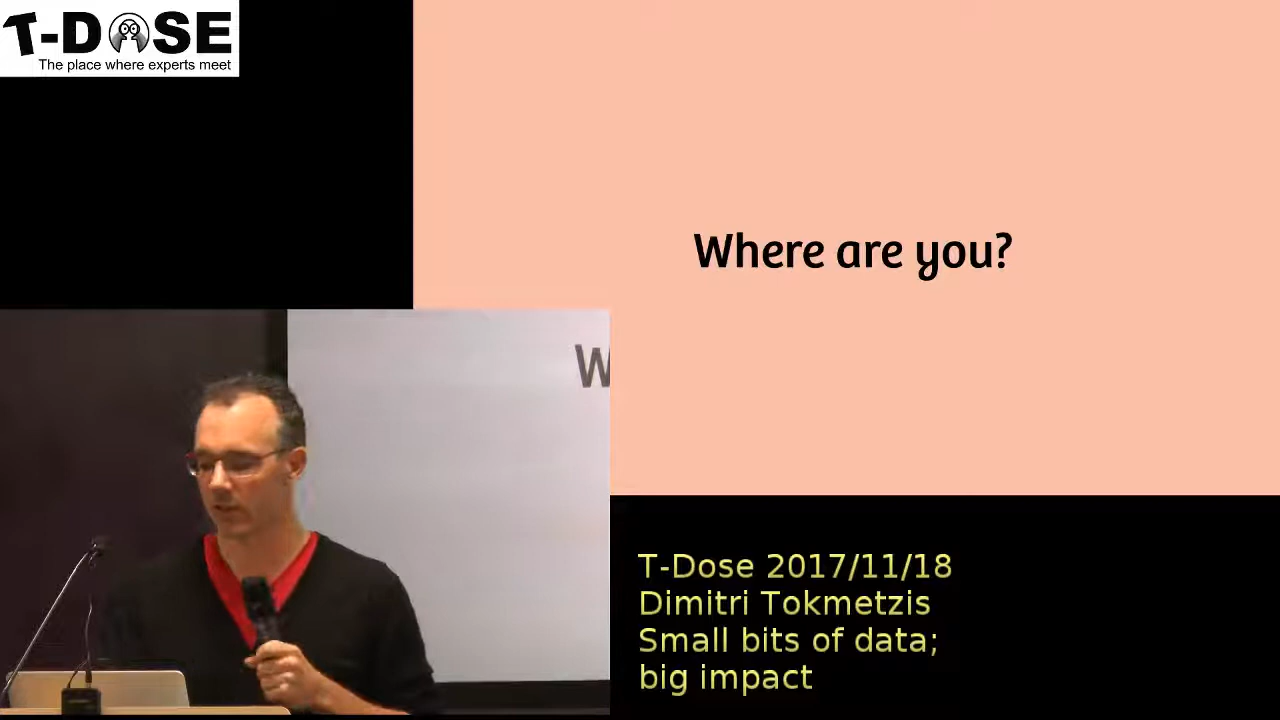 T-DOSE
The place where experts meet
Where are you?
W
T-Dose 2017/11/18
Dimitri Tokmetzis
Small bits of data;
big impact